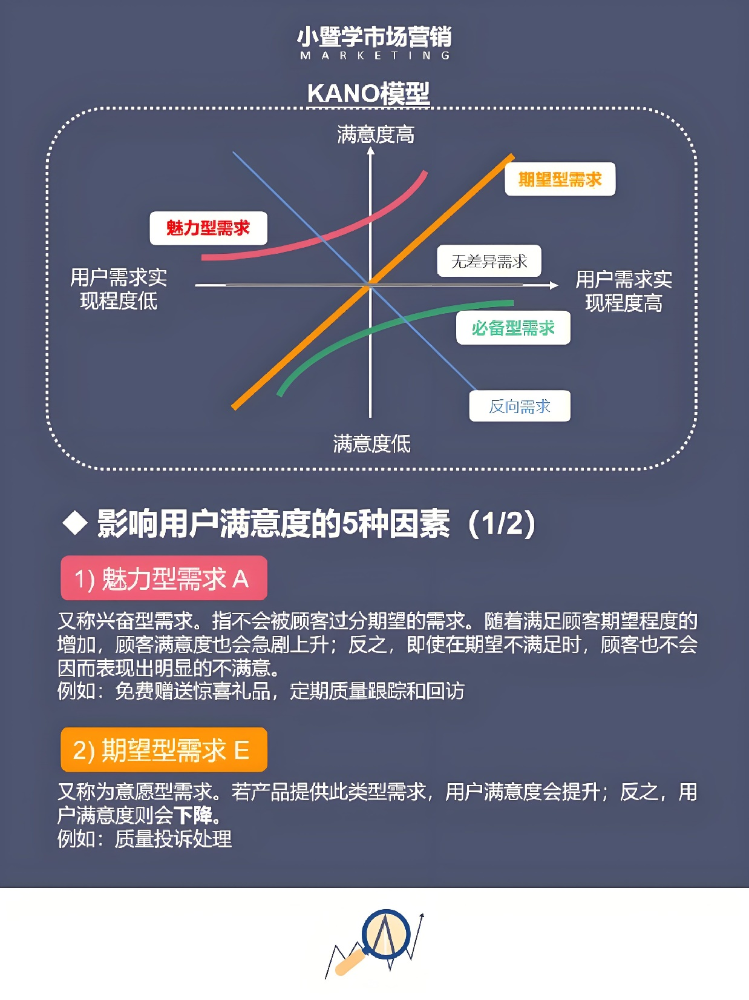 小暨学市场营销
MARKETING
KANO模型
满意度高
期望型需求
魅力型需求
无差异需求
用户需求实
现程度低
用户需求实
现程度高
必备型需求
反向需求
满意度低
◆ 影响用户满意度的5种因素（1/2）
1) 魅力型需求 A
又称兴奋型需求。指不会被顾客过分期望的需求。随着满足顾客期望程度的
增加，顾客满意度也会急剧上升；反之，即使在期望不满足时，顾客也不会
因而表现出明显的不满意。
例如：免费赠送惊喜礼品，定期质量跟踪和回访
2) 期望型需求 E
又称为意愿型需求。若产品提供此类型需求，用户满意度会提升；反之，用
户满意度则会下降。
例如：质量投诉处理